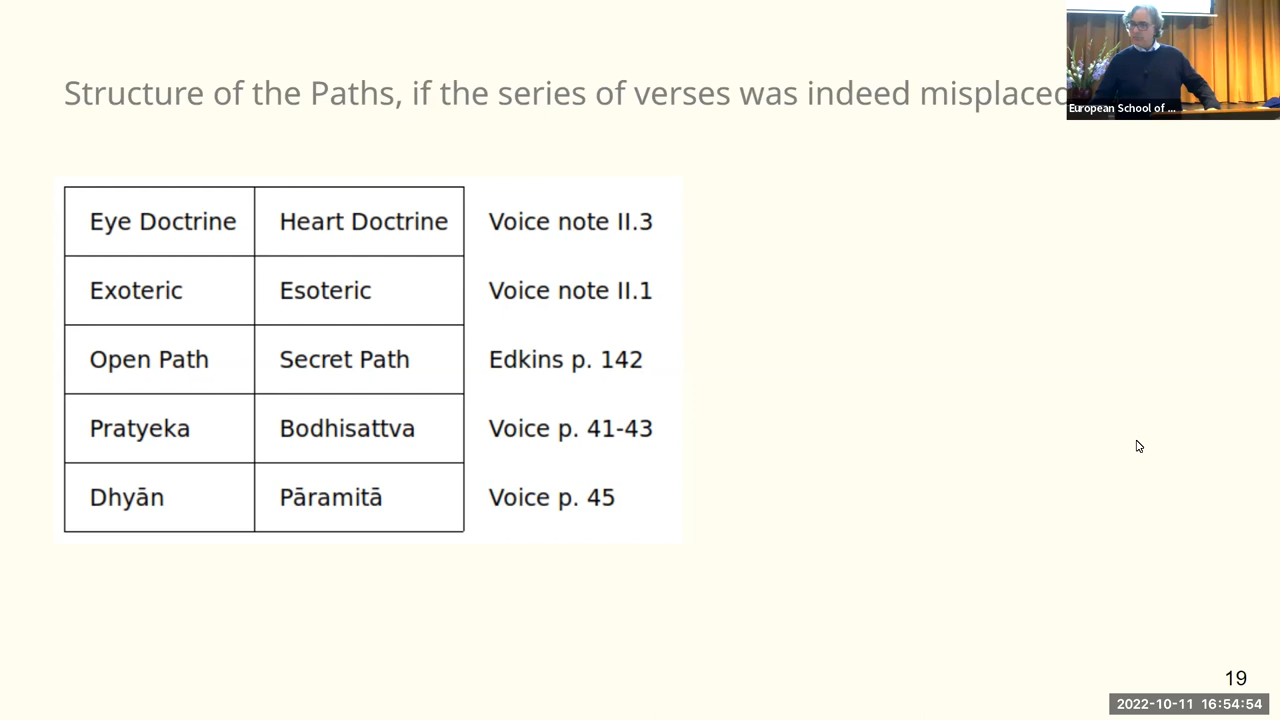 Structure of the Paths, if the series of verses was indeed misplaced
European School of ...
Eye Doctrine Heart Doctrine Voice note II.3
Exoteric Esoteric Voice note II.1
Open Path Secret Path Edkins p. 142
Pratyeka Bodhisattva Voice p. 41-43
Dhyān Pāramitā Voice p. 45
19
2022-10-11 16:54:54